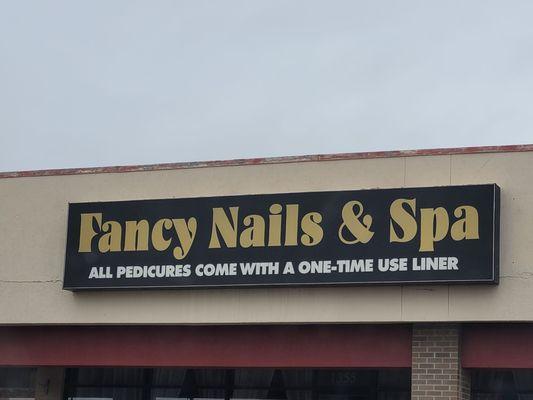 Fancy Nails & Spa
ALL PEDICURES COME WITH A ONE-TIME USE LINER